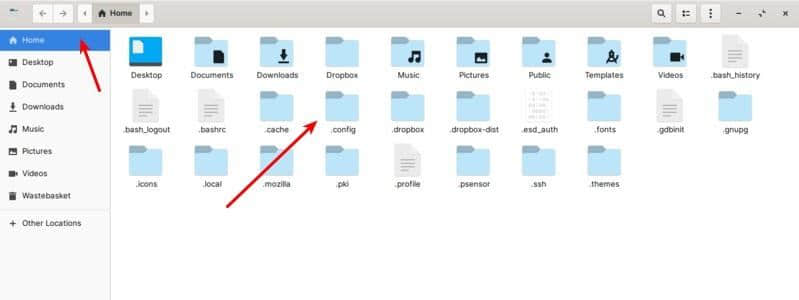 Home
Home
Desktop
Documents
Downloads
Music
Pictures
Videos
Wastebasket
+ Other Locations
Desktop Documents Downloads Dropbox Music Pictures Public Templates Videos .bash_history
.bash_logout .bashrc .cache .config .dropbox .dropbox-dist .esd_auth .fonts .gdbinit .gnupg
.icons .local .mozilla .pki .profile .psensor .ssh .themes